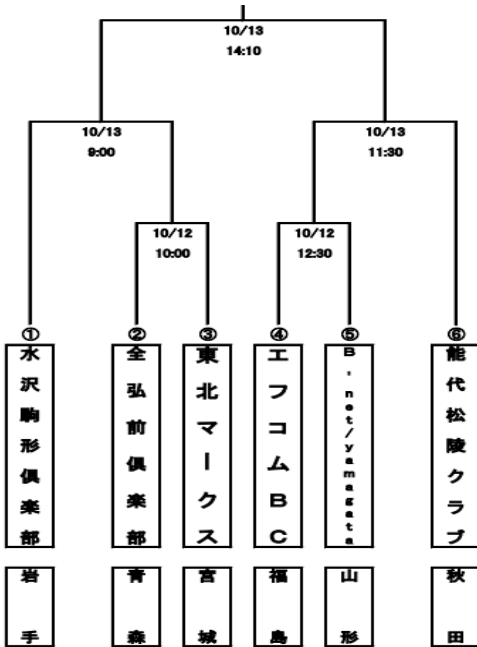 10/13
14:10
10/13
9:00
10/13
11:30
10/12
10:00
10/12
12:30
①
②
③
④
⑤
⑥
水沢駒形倶楽部
全弘前倶楽部
東北マークス
エフコムBC
B'net/yamagata
能代松陵クラブ
岩手
青森
宮城
福島
山形
秋田